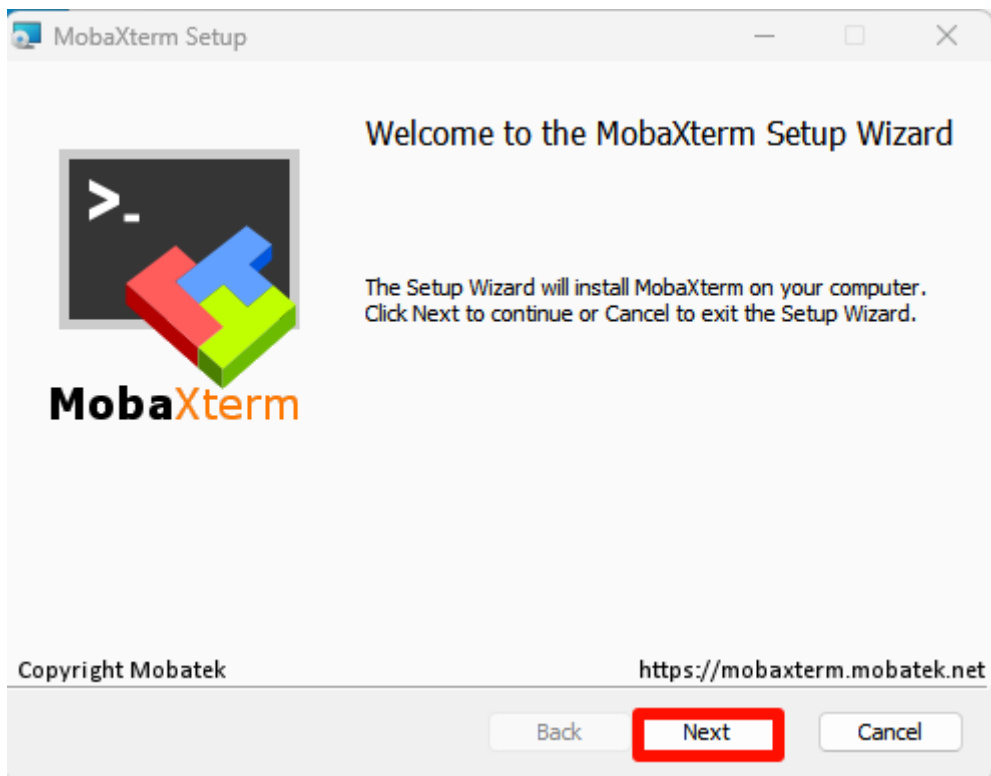 MobaXterm Setup
Welcome to the MobaXterm Setup Wizard
>_
The Setup Wizard will install MobaXterm on your computer.
Click Next to continue or Cancel to exit the Setup Wizard.
MobaXterm
Copyright Mobatek
https://mobaxterm.mobatek.net
Back
Next
Cancel